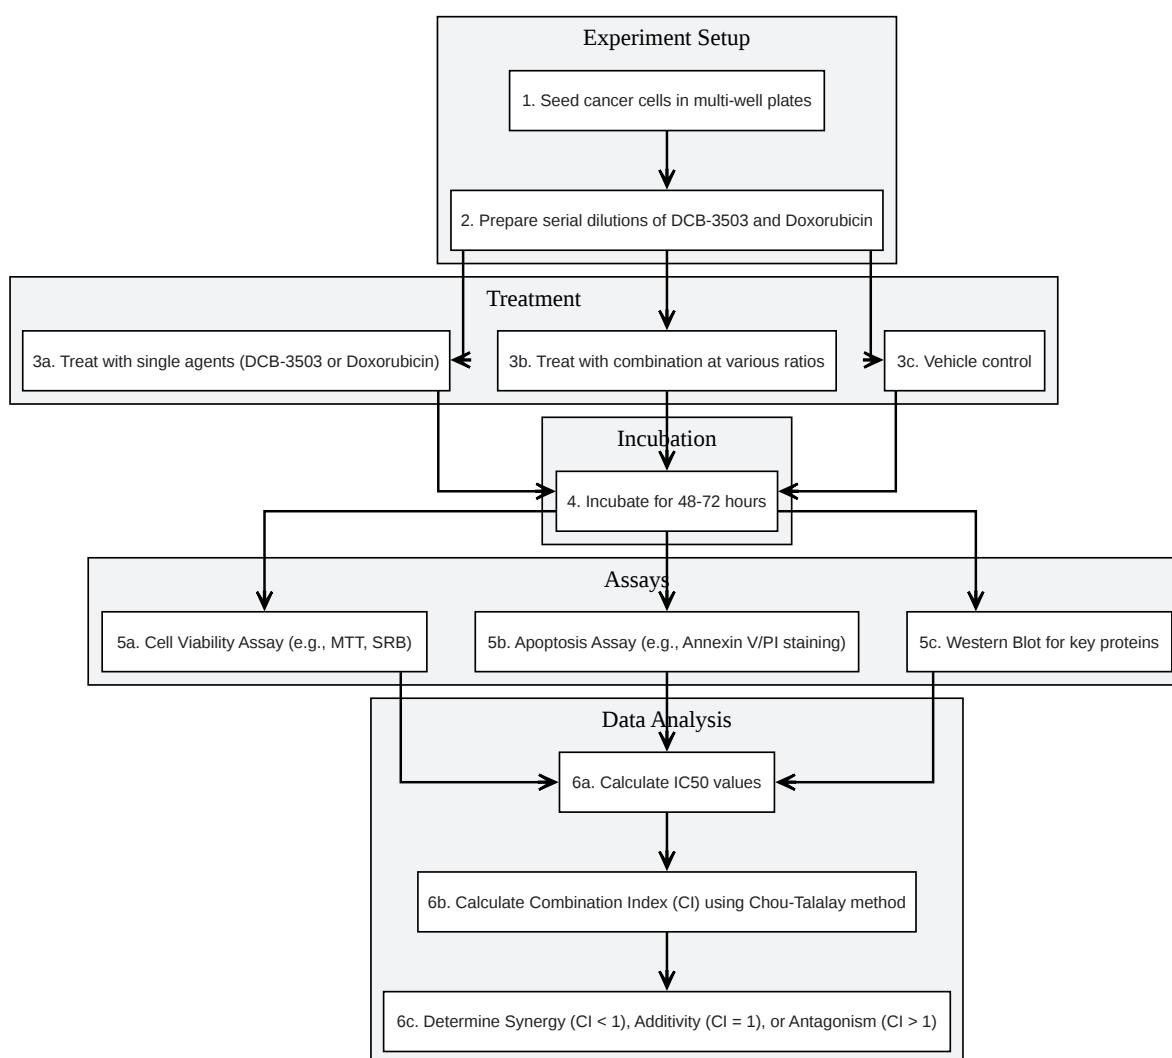 Experiment Setup
1. Seed cancer cells in multi-well plates
2. Prepare serial dilutions of DCB-3503 and Doxorubicin
Treatment
3a. Treat with single agents (DCB-3503 or Doxorubicin)
3b. Treat with combination at various ratios
3c. Vehicle control
Incubation
4. Incubate for 48-72 hours
Assays
5a. Cell Viability Assay (e.g., MTT, SRB)
5b. Apoptosis Assay (e.g., Annexin V/PI staining)
5c. Western Blot for key proteins
Data Analysis
6a. Calculate IC50 values
6b. Calculate Combination Index (CI) using Chou-Talalay method
6c. Determine Synergy (CI < 1), Additivity (CI = 1), or Antagonism (CI > 1)